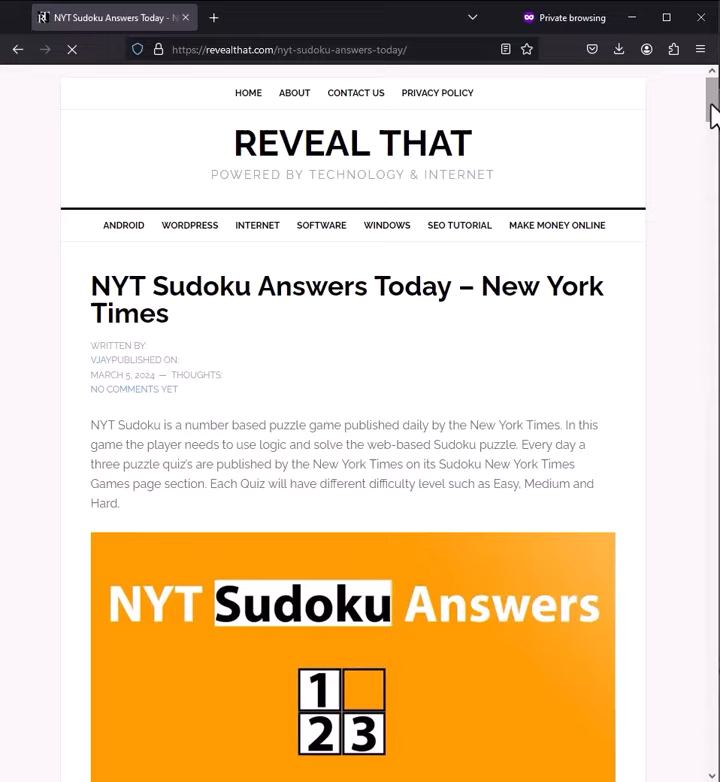 NYT Sudoku Answers Today - N
Private browsing
https://revealthat.com/nyt-sudoku-answers-today/
HOME ABOUT CONTACT US PRIVACY POLICY
REVEAL THAT
POWERED BY TECHNOLOGY & INTERNET
ANDROID WORDPRESS INTERNET SOFTWARE WINDOWS SEO TUTORIAL MAKE MONEY ONLINE
NYT Sudoku Answers Today – New York
Times
WRITTEN BY:
VJAYPUBLISHED ON:
MARCH 5, 2024 — THOUGHTS:
NO COMMENTS YET
NYT Sudoku is a number based puzzle game published daily by the New York Times. In this
game the player needs to use logic and solve the web-based Sudoku puzzle. Every day a
three puzzle quiz's are published by the New York Times on its Sudoku New York Times
Games page section. Each Quiz will have different difficulty level such as Easy, Medium and
Hard.
NYT Sudoku Answers
1
2 3